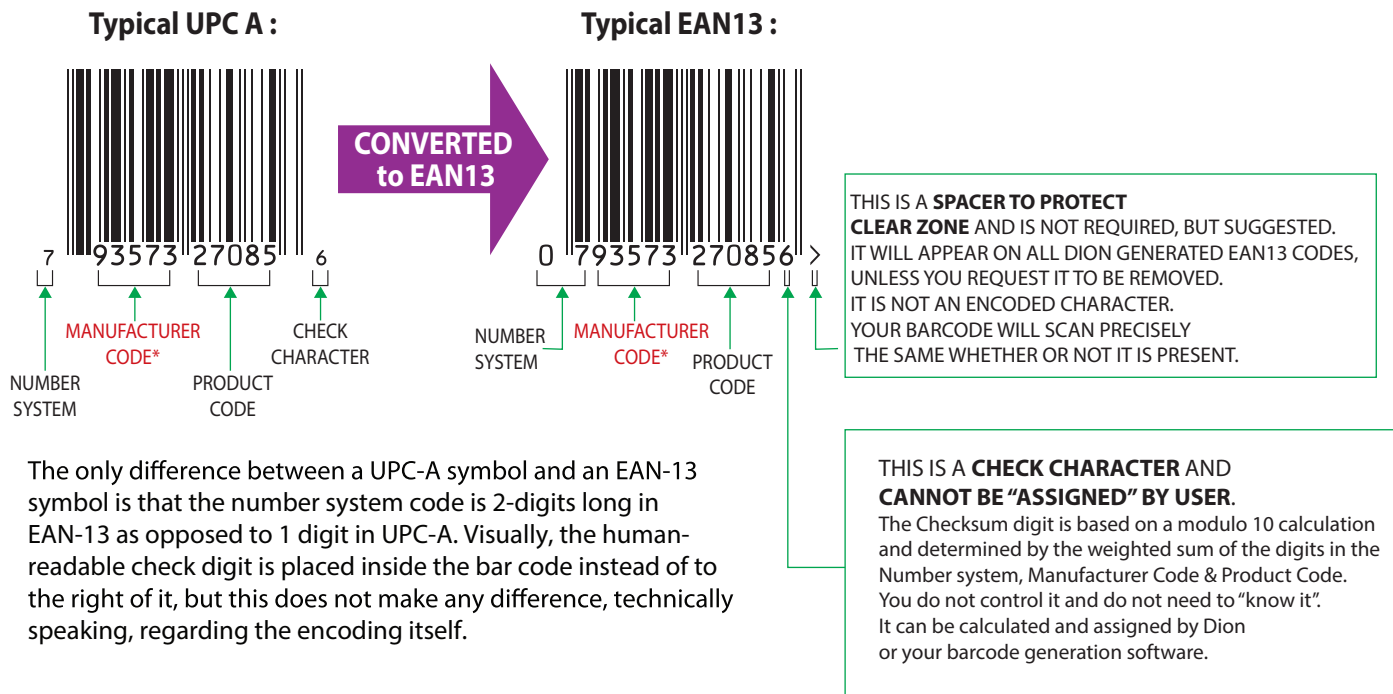 Typical UPC A :
Typical EAN13 :
CONVERTED
to EAN13
7 93573 27085 6
0 793573 270856 >
NUMBER
SYSTEM
MANUFACTURER
CODE*
PRODUCT
CODE
CHECK
CHARACTER
NUMBER
SYSTEM
MANUFACTURER
CODE*
PRODUCT
CODE
THIS IS A SPACER TO PROTECT
CLEAR ZONE AND IS NOT REQUIRED, BUT SUGGESTED.
IT WILL APPEAR ON ALL DION GENERATED EAN13 CODES,
UNLESS YOU REQUEST IT TO BE REMOVED.
IT IS NOT AN ENCODED CHARACTER.
YOUR BARCODE WILL SCAN PRECISELY
THE SAME WHETHER OR NOT IT IS PRESENT.
The only difference between a UPC-A symbol and an EAN-13
symbol is that the number system code is 2-digits long in
EAN-13 as opposed to 1 digit in UPC-A. Visually, the human-
readable check digit is placed inside the bar code instead of to
the right of it, but this does not make any difference, technically
speaking, regarding the encoding itself.
THIS IS A CHECK CHARACTER AND
CANNOT BE “ASSIGNED” BY USER.
The Checksum digit is based on a modulo 10 calculation
and determined by the weighted sum of the digits in the
Number system, Manufacturer Code & Product Code.
You do not control it and do not need to “know it”.
It can be calculated and assigned by Dion
or your barcode generation software.